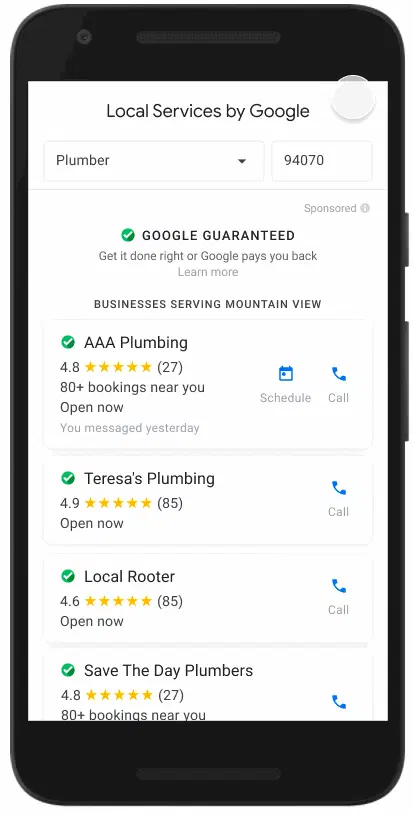 Local Services by Google
Plumber
94070
Sponsored
GOOGLE GUARANTEED
Get it done right or Google pays you back
Learn more
BUSINESSES SERVING MOUNTAIN VIEW
AAA Plumbing
4.8 ★★★★★ (27)
80+ bookings near you
Open now
You messaged yesterday
Schedule
Call
Teresa's Plumbing
4.9 ★★★★★ (85)
Open now
Call
Local Rooter
4.6 ★★★★★ (85)
Open now
Call
Save The Day Plumbers
4.8 ★★★★★ (27)
80+ bookings near you